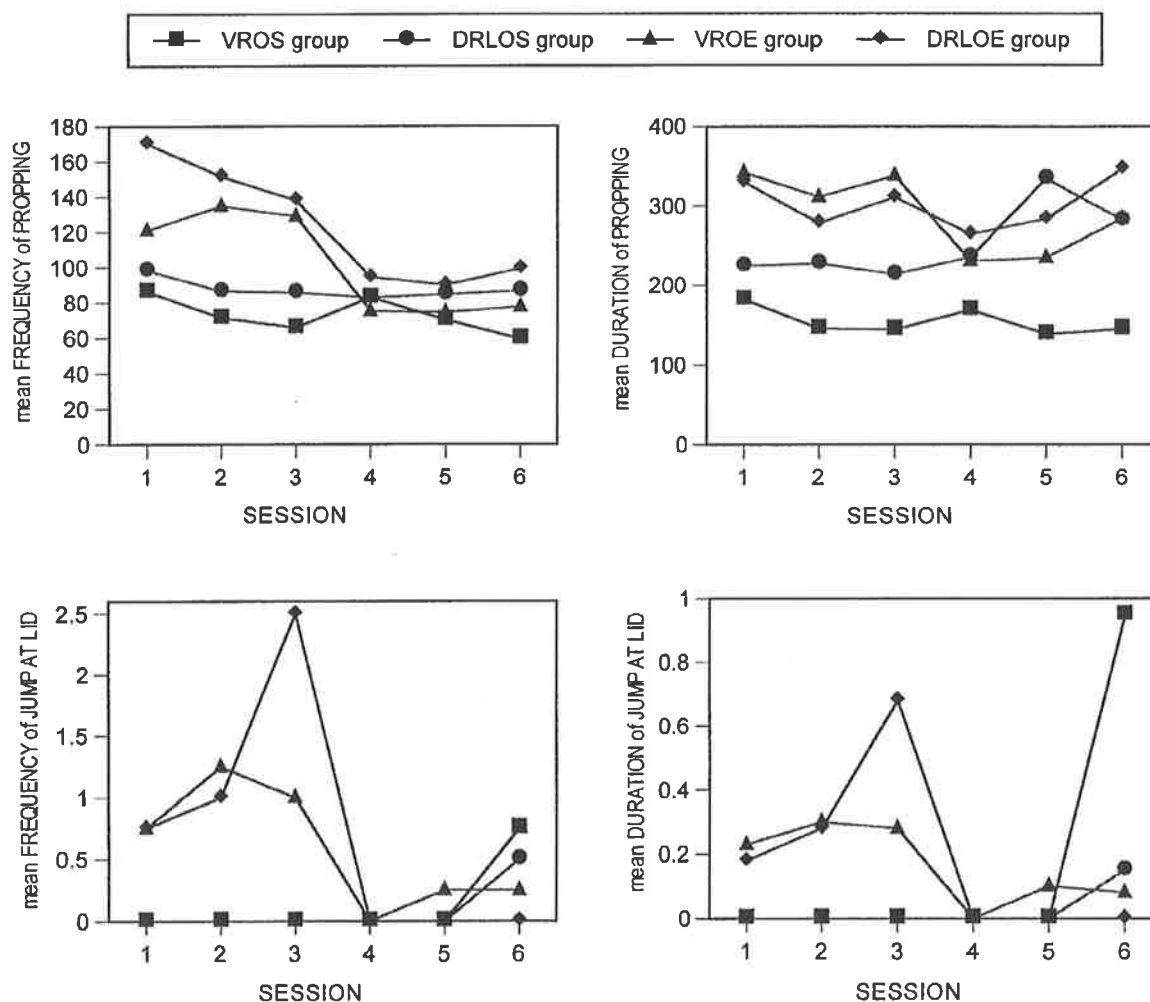 VROS group DRLOS group VROE group DRLOE group
mean FREQUENCY of PROPPING
180
160
140
120
100
80
60
40
20
0
1 2 3 4 5 6
SESSION
mean DURATION of PROPPING
400
300
200
100
0
1 2 3 4 5 6
SESSION
mean FREQUENCY of JUMP AT LID
2.5
2
1.5
1
0.5
0
1 2 3 4 5 6
SESSION
mean DURATION of JUMP AT LID
1
0.8
0.6
0.4
0.2
0
1 2 3 4 5 6
SESSION